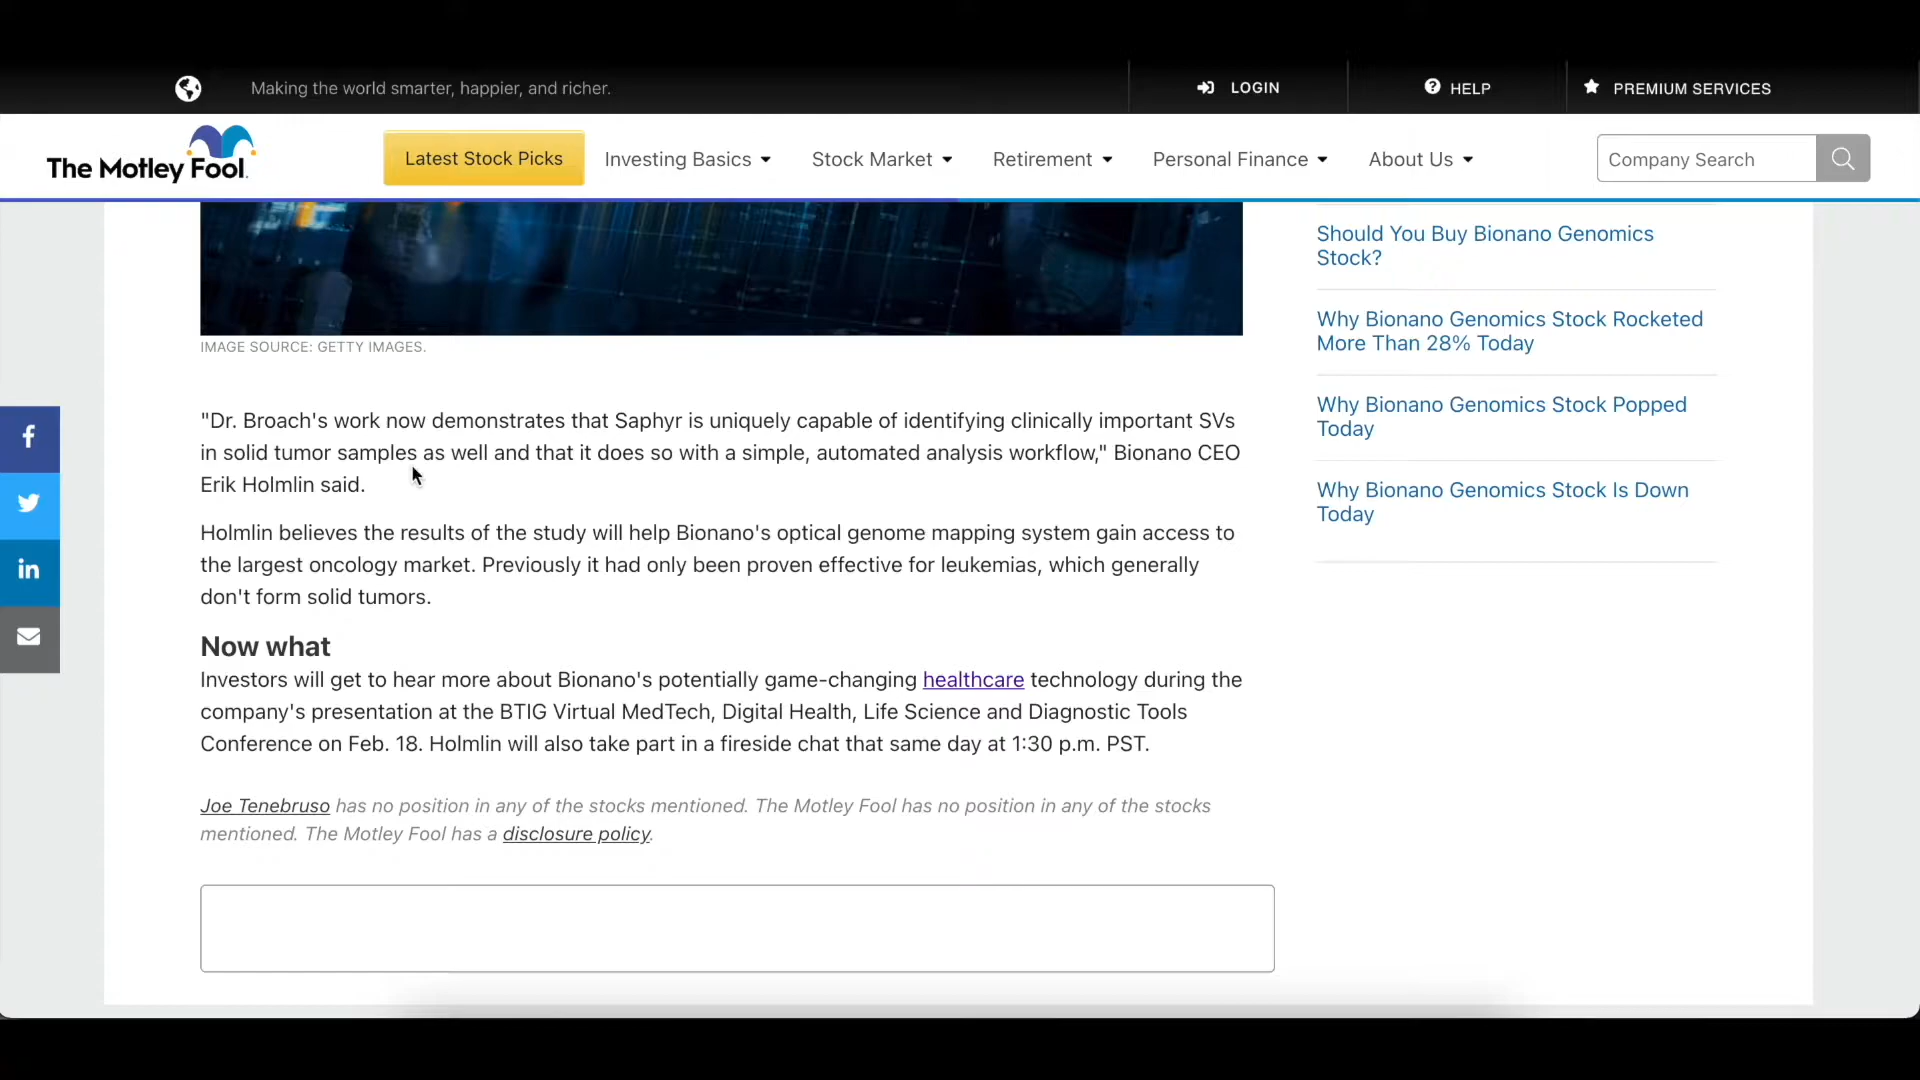 Making the world smarter, happier, and richer.
LOGIN
HELP
PREMIUM SERVICES
The Motley Fool.
Latest Stock Picks
Investing Basics
Stock Market
Retirement
Personal Finance
About Us
Company Search
IMAGE SOURCE: GETTY IMAGES.
"Dr. Broach's work now demonstrates that Saphyr is uniquely capable of identifying clinically important SVs
in solid tumor samples as well and that it does so with a simple, automated analysis workflow," Bionano CEO
Erik Holmlin said.
Holmlin believes the results of the study will help Bionano's optical genome mapping system gain access to
the largest oncology market. Previously it had only been proven effective for leukemias, which generally
don't form solid tumors.
Now what
Investors will get to hear more about Bionano's potentially game-changing healthcare technology during the
company's presentation at the BTIG Virtual MedTech, Digital Health, Life Science and Diagnostic Tools
Conference on Feb. 18. Holmlin will also take part in a fireside chat that same day at 1:30 p.m. PST.
Joe Tenebruso has no position in any of the stocks mentioned. The Motley Fool has no position in any of the stocks
mentioned. The Motley Fool has a disclosure policy.
Should You Buy Bionano Genomics
Stock?
Why Bionano Genomics Stock Rocketed
More Than 28% Today
Why Bionano Genomics Stock Popped
Today
Why Bionano Genomics Stock Is Down
Today